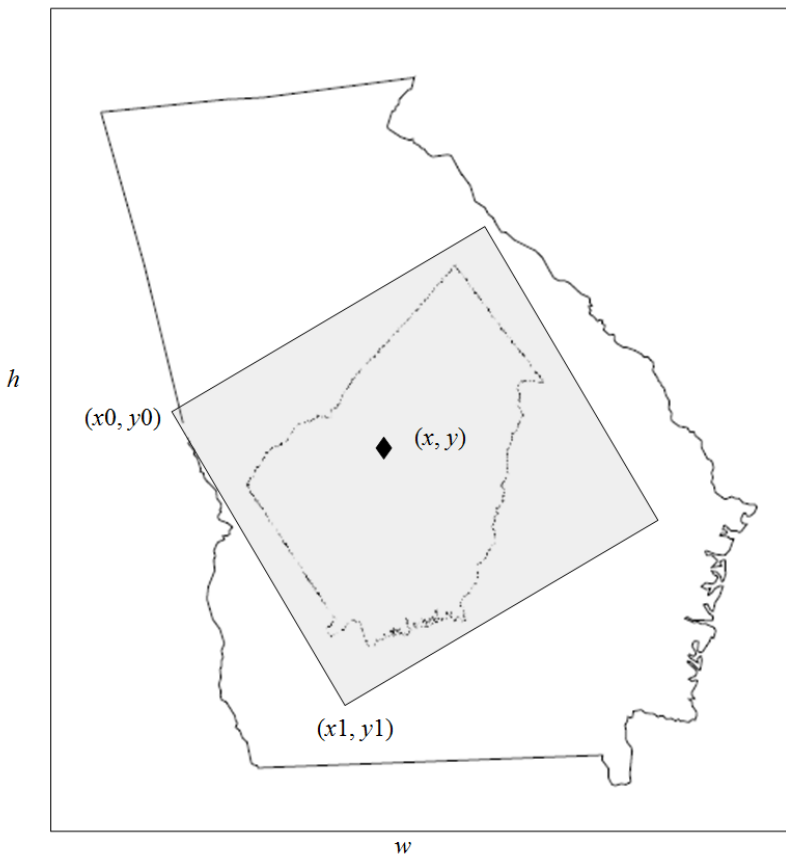 h
(x0, y0)
(x, y)
(x1, y1)
w